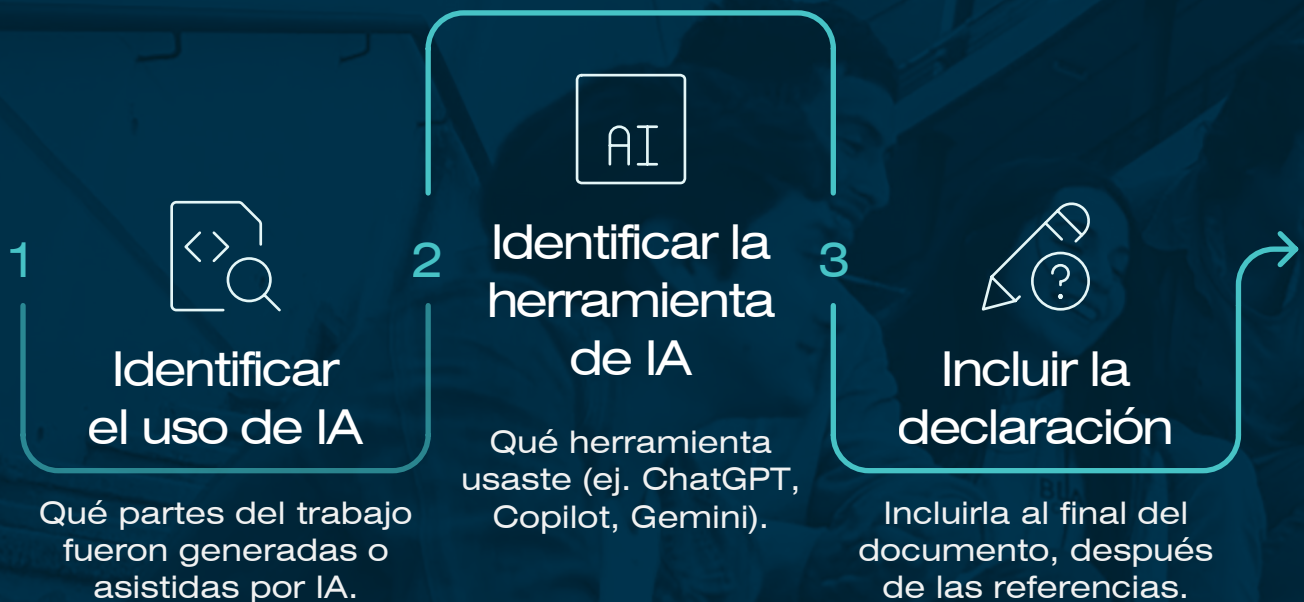 1
Identificar
el uso de IA
Qué partes del trabajo
fueron generadas o
asistidas por IA.
2
AI
Identificar la
herramienta
de IA
Qué herramienta
usaste (ej. ChatGPT,
Copilot, Gemini).
3
?
Incluir la
declaración
Incluirla al final del
documento, después
de las referencias.